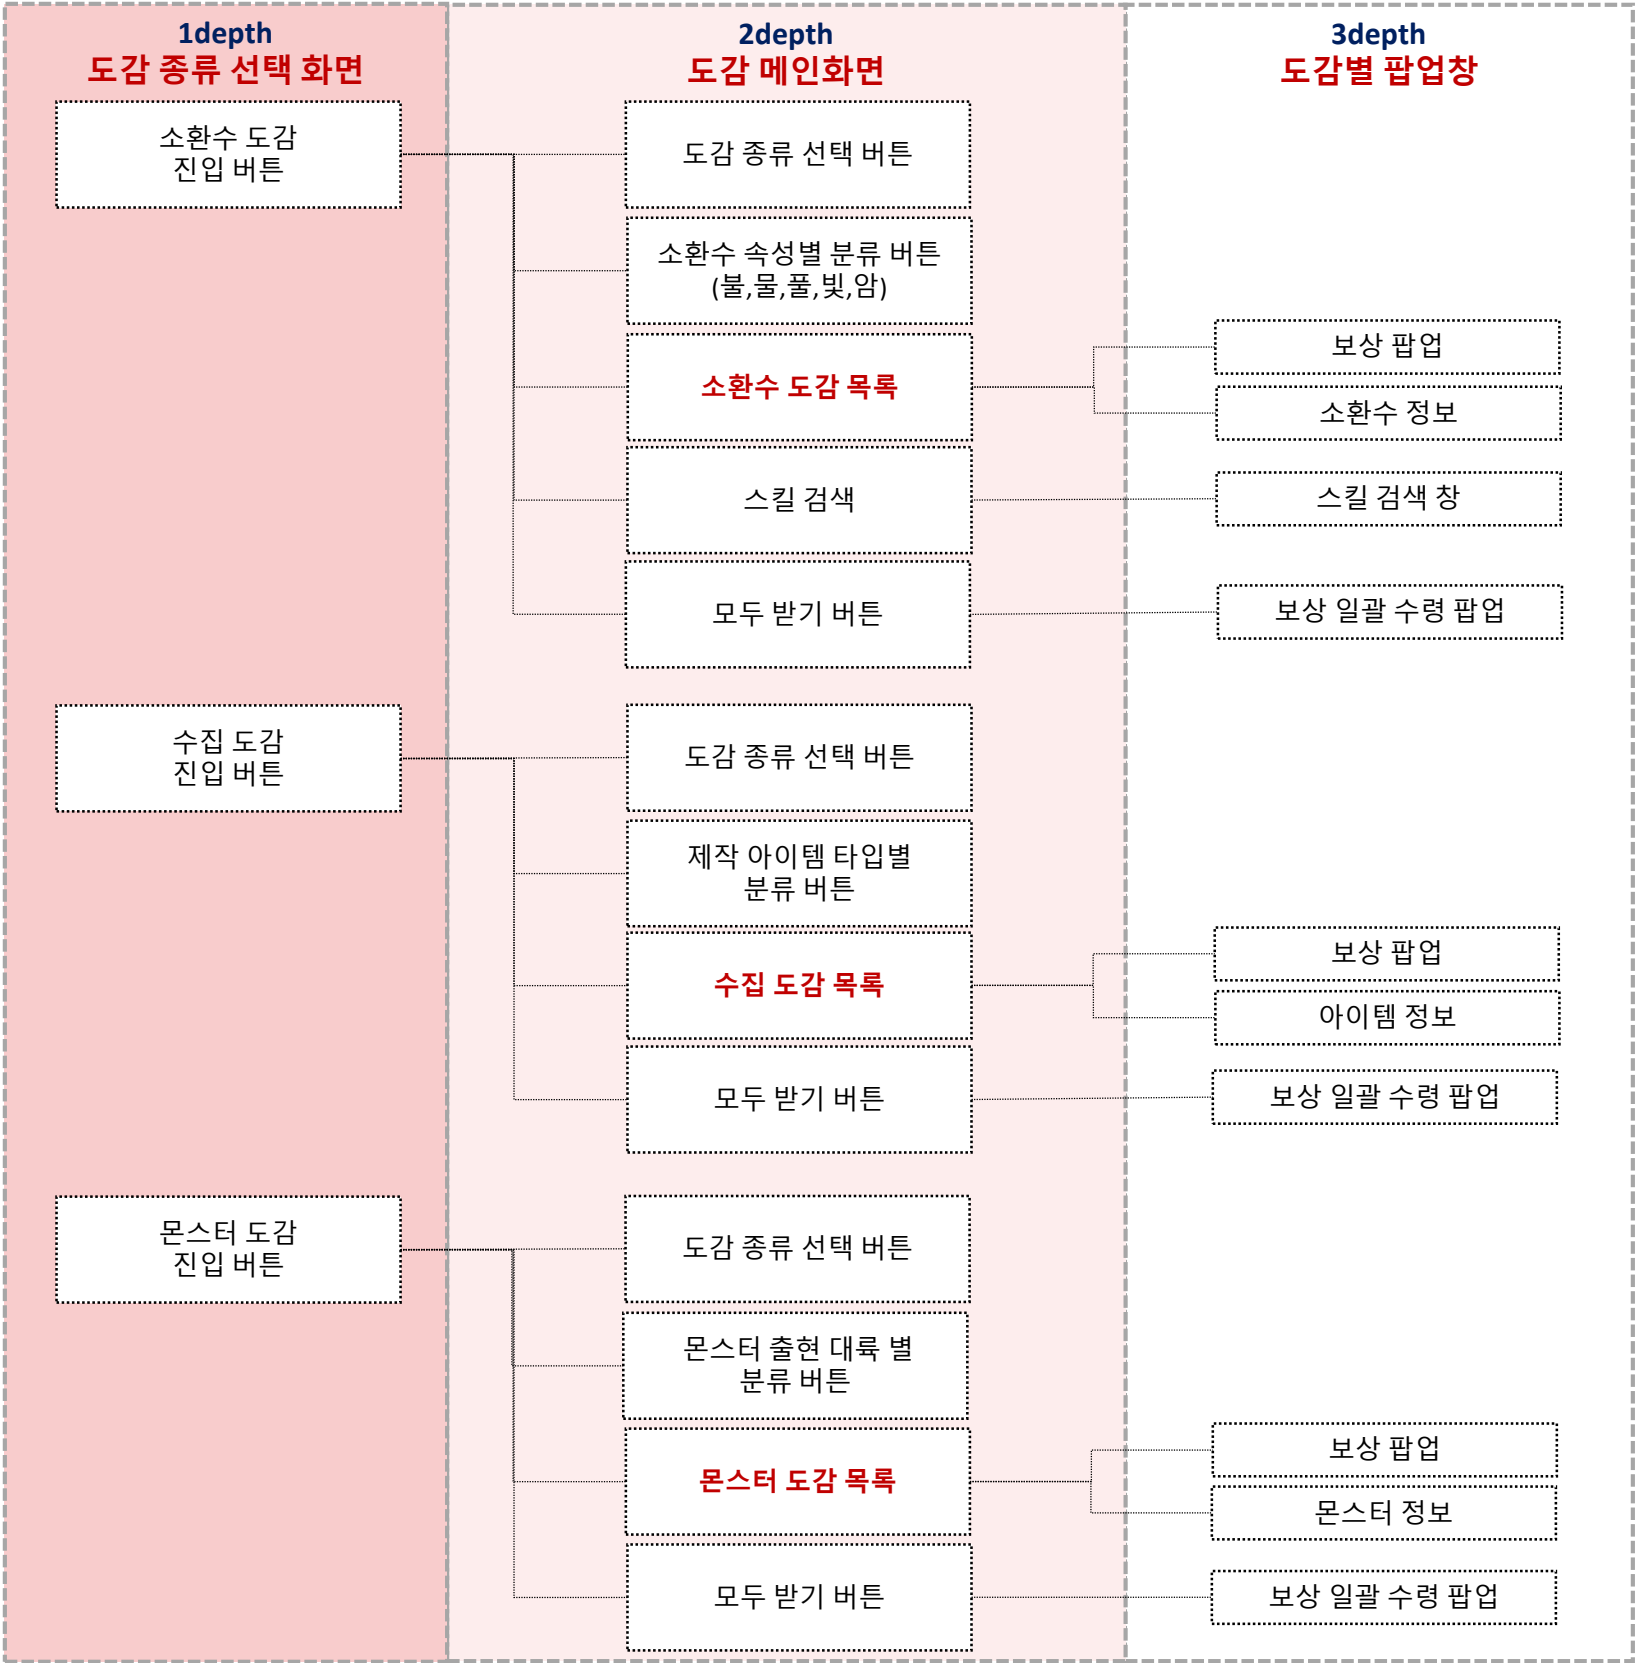 1depth
도감 종류 선택 화면
2depth
도감 메인화면
3depth
도감별 팝업창
소환수 도감
진입 버튼
도감 종류 선택 버튼
소환수 속성별 분류 버튼
(불,물,풀,빛,암)
소환수 도감 목록
보상 팝업
소환수 정보
스킬 검색
스킬 검색 창
모두 받기 버튼
보상 일괄 수령 팝업
수집 도감
진입 버튼
도감 종류 선택 버튼
제작 아이템 타입별
분류 버튼
수집 도감 목록
보상 팝업
아이템 정보
모두 받기 버튼
보상 일괄 수령 팝업
몬스터 도감
진입 버튼
도감 종류 선택 버튼
몬스터 출현 대륙 별
분류 버튼
몬스터 도감 목록
보상 팝업
몬스터 정보
모두 받기 버튼
보상 일괄 수령 팝업